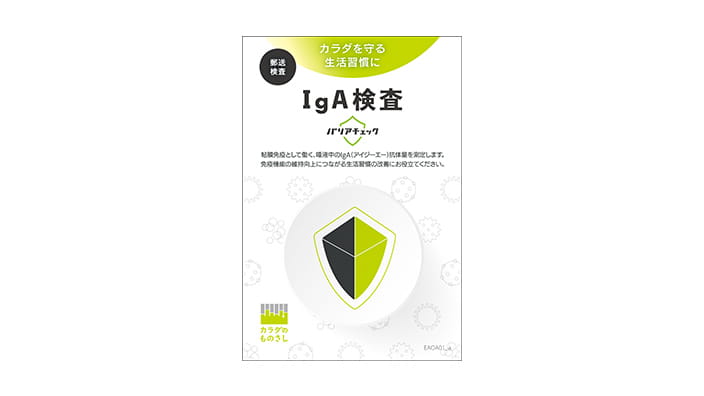 カラダを守る
生活習慣に
郵送
検査
IgA検査
バリアチェック
粘膜免疫として働く、唾液中のIgA（アイジーエー）抗体量を測定します。
免疫機能の維持向上につながる生活習慣の改善にお役立てください。
カラダの
ものさし
EAOA01_a